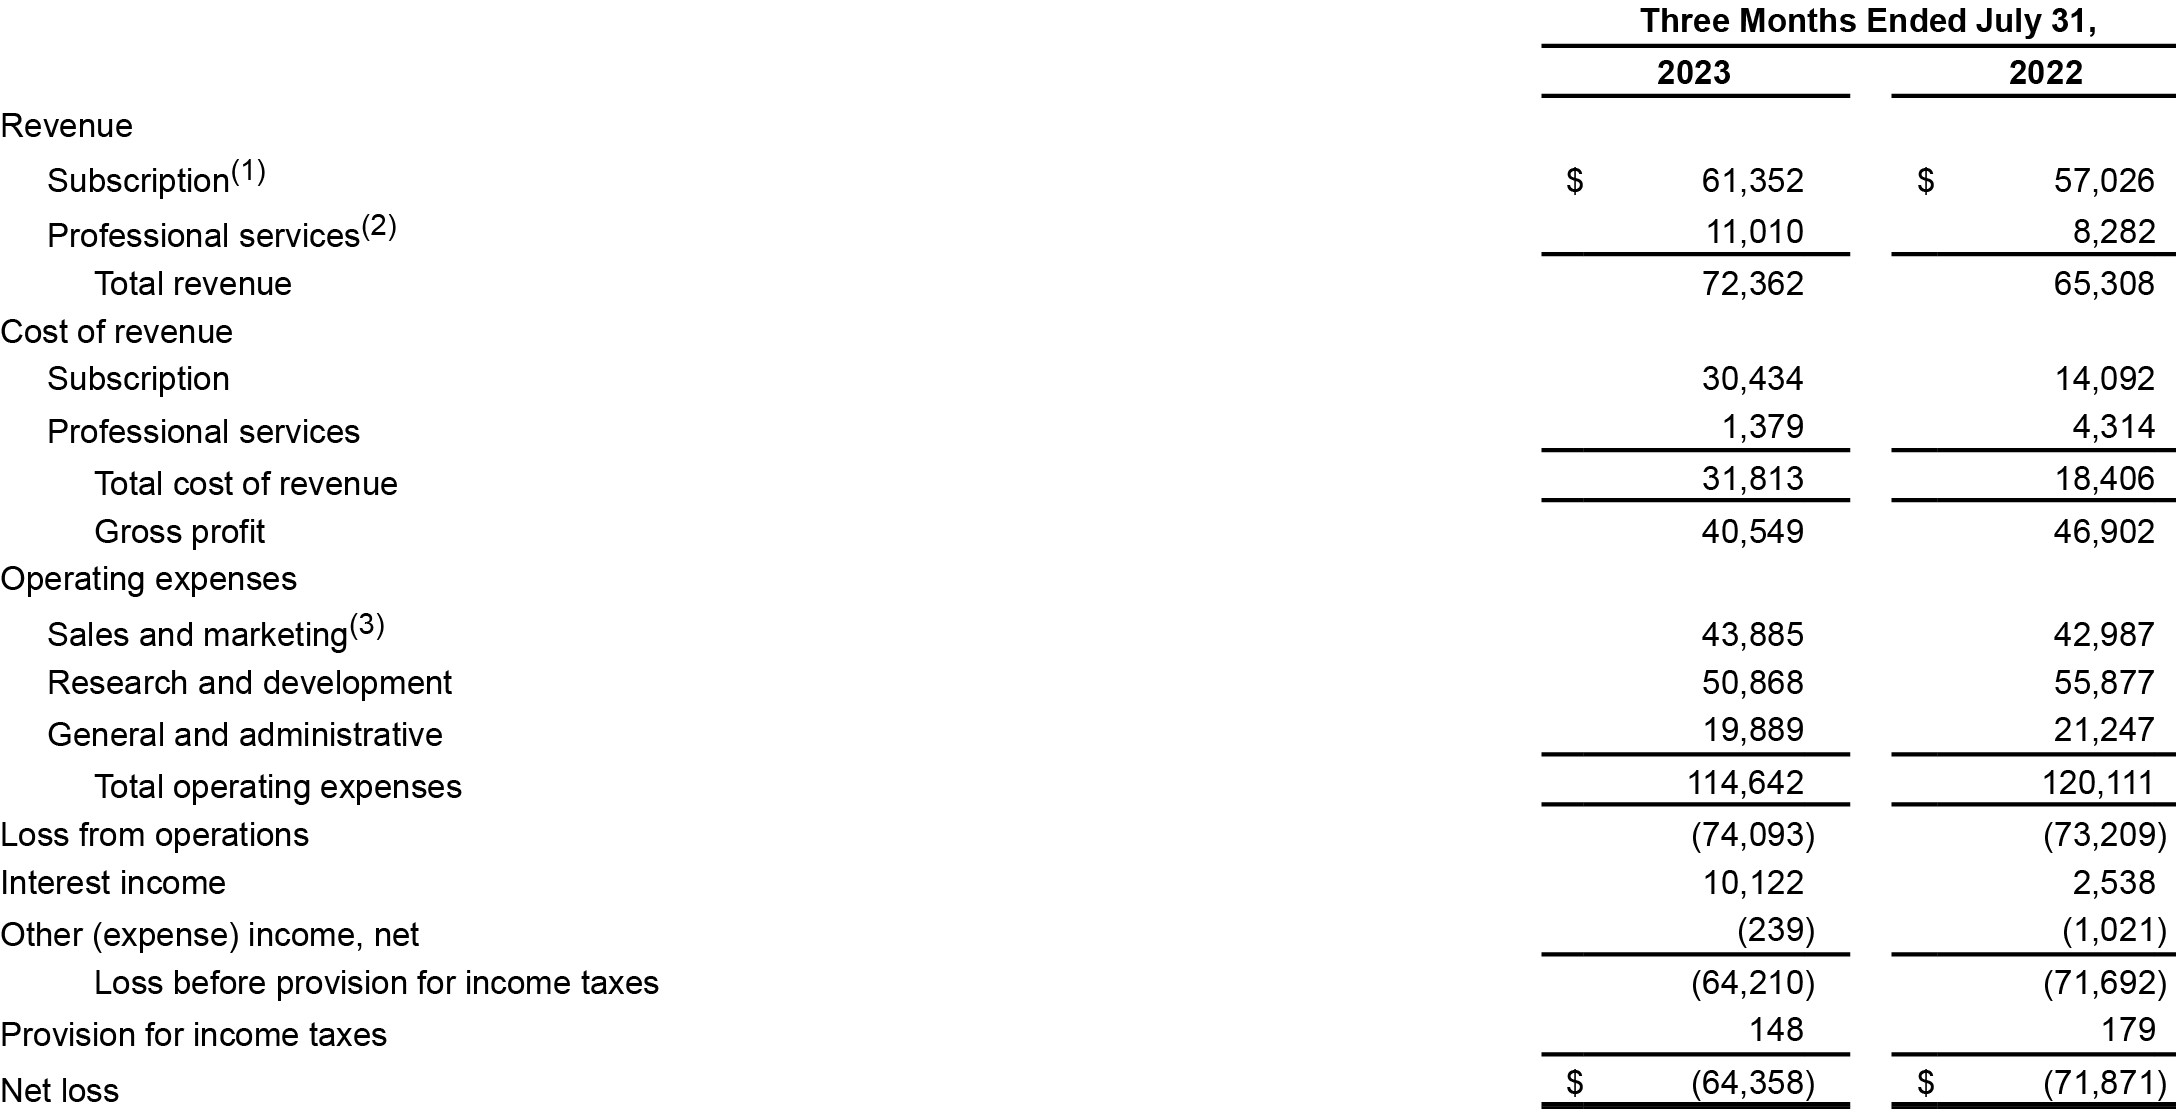 Three Months Ended July 31,
2023 2022
Revenue
Subscription(1) $ 61,352 $ 57,026
Professional services(2) 11,010 8,282
Total revenue 72,362 65,308
Cost of revenue
Subscription 30,434 14,092
Professional services 1,379 4,314
Total cost of revenue 31,813 18,406
Gross profit 40,549 46,902
Operating expenses
Sales and marketing(3) 43,885 42,987
Research and development 50,868 55,877
General and administrative 19,889 21,247
Total operating expenses 114,642 120,111
Loss from operations (74,093) (73,209)
Interest income 10,122 2,538
Other (expense) income, net (239) (1,021)
Loss before provision for income taxes (64,210) (71,692)
Provision for income taxes 148 179
Net loss $ (64,358) $ (71,871)